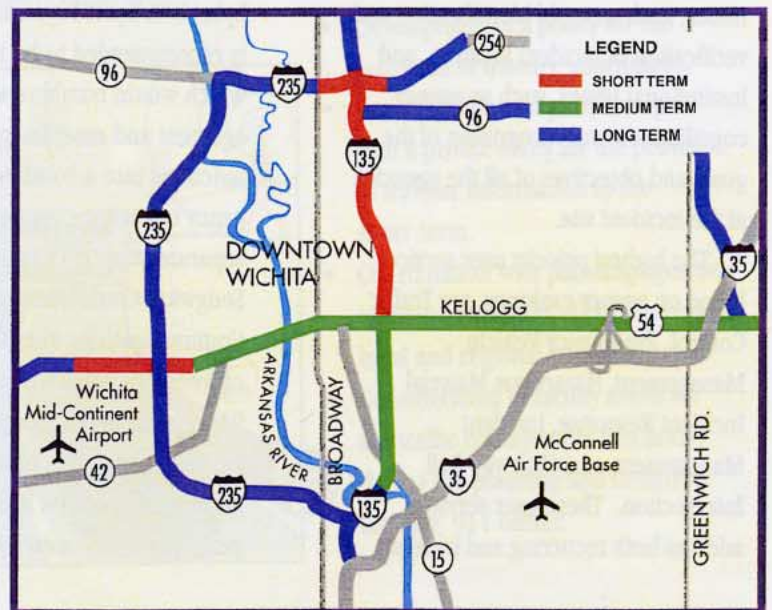 254
LEGEND
96
235
SHORT TERM
MEDIUM TERM
96
LONG TERM
135
235
35
DOWNTOWN
WICHITA
KELLOGG
54
ARKANSAS RIVER
BROADWAY
Wichita
Mid-Continent
Airport
McConnell
Air Force Base
GREENWICH RD.
42
235
135
35
15